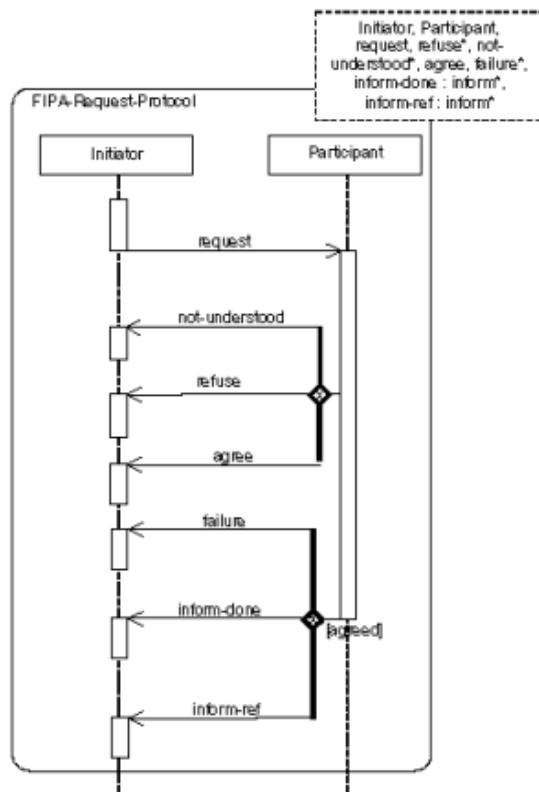 Initiator, Participant,
request, refuse*, not-
understood*, agree, failure*,
inform-done : inform*,
inform-ref : inform*
FIPA-Request-Protocol
Initiator
Participant
request
not-understood
refuse
agree
failure
inform-done
[agreed]
inform-ref